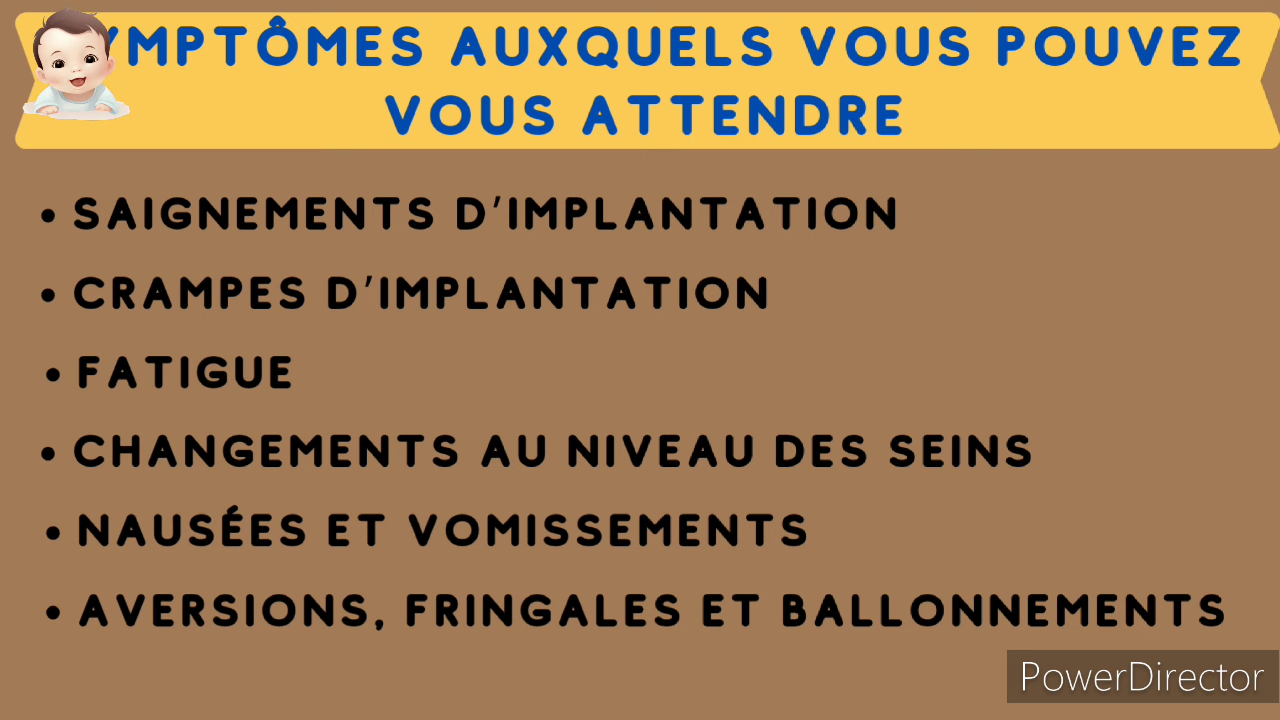 YMPTÔMES AUXQUELS VOUS POUVEZ
VOUS ATTENDRE
• SAIGNEMENTS D'IMPLANTATION
• CRAMPES D'IMPLANTATION
• FATIGUE
• CHANGEMENTS AU NIVEAU DES SEINS
• NAUSÉES ET VOMISSEMENTS
• AVERSIONS, FRINGALES ET BALLONNEMENTS
PowerDirector